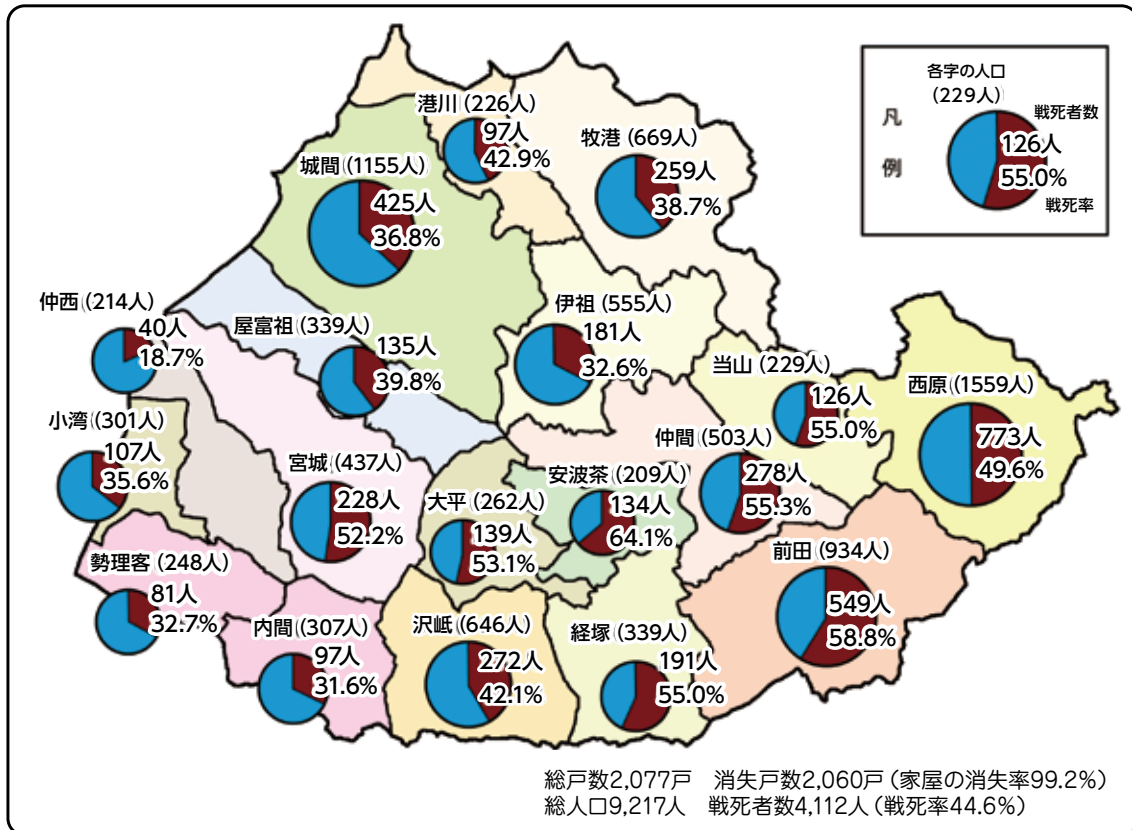 各字の人口
(229人)
戦死者数
凡
例
126人
55.0%
戦死率
港川(226人)
97人
42.9%
牧港(669人)
259人
38.7%
城間(1155人)
425人
36.8%
仲西(214人)
40人
18.7%
屋富祖(339人)
135人
39.8%
伊祖(555人)
181人
32.6%
当山(229人)
126人
55.0%
西原(1559人)
773人
49.6%
小湾(301人)
107人
35.6%
宮城(437人)
228人
52.2%
大平(262人)
139人
53.1%
安波茶(209人)
134人
64.1%
仲間(503人)
278人
55.3%
前田(934人)
549人
58.8%
勢理客(248人)
81人
32.7%
内間(307人)
97人
31.6%
沢岻(646人)
272人
42.1%
経塚(339人)
191人
55.0%
総戸数2,077戸 消失戸数2,060戸(家屋の消失率99.2%)
総人口9,217人 戦死者数4,112人(戦死率44.6%)